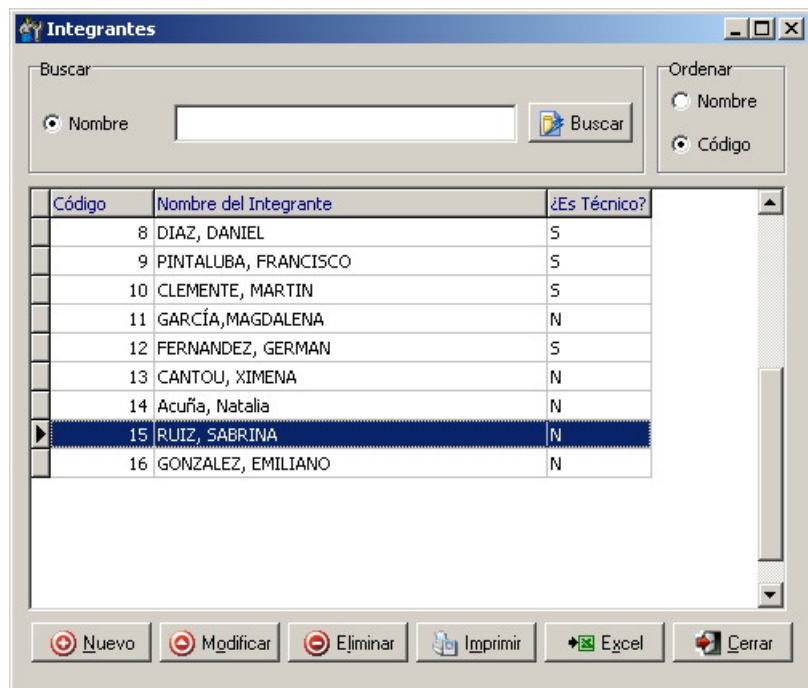 Integrantes
Buscar
Nombre
Buscar
Ordenar
Nombre
Código
Código Nombre del Integrante ¿Es Técnico?
8 DIAZ, DANIEL S
9 PINTALUBA, FRANCISCO S
10 CLEMENTE, MARTIN S
11 GARCÍA,MAGDALENA N
12 FERNANDEZ, GERMAN S
13 CANTOU, XIMENA N
14 Acuña, Natalia N
15 RUIZ, SABRINA N
16 GONZALEZ, EMILIANO N
Nuevo Modificar Eliminar Imprimir Excel Cerrar